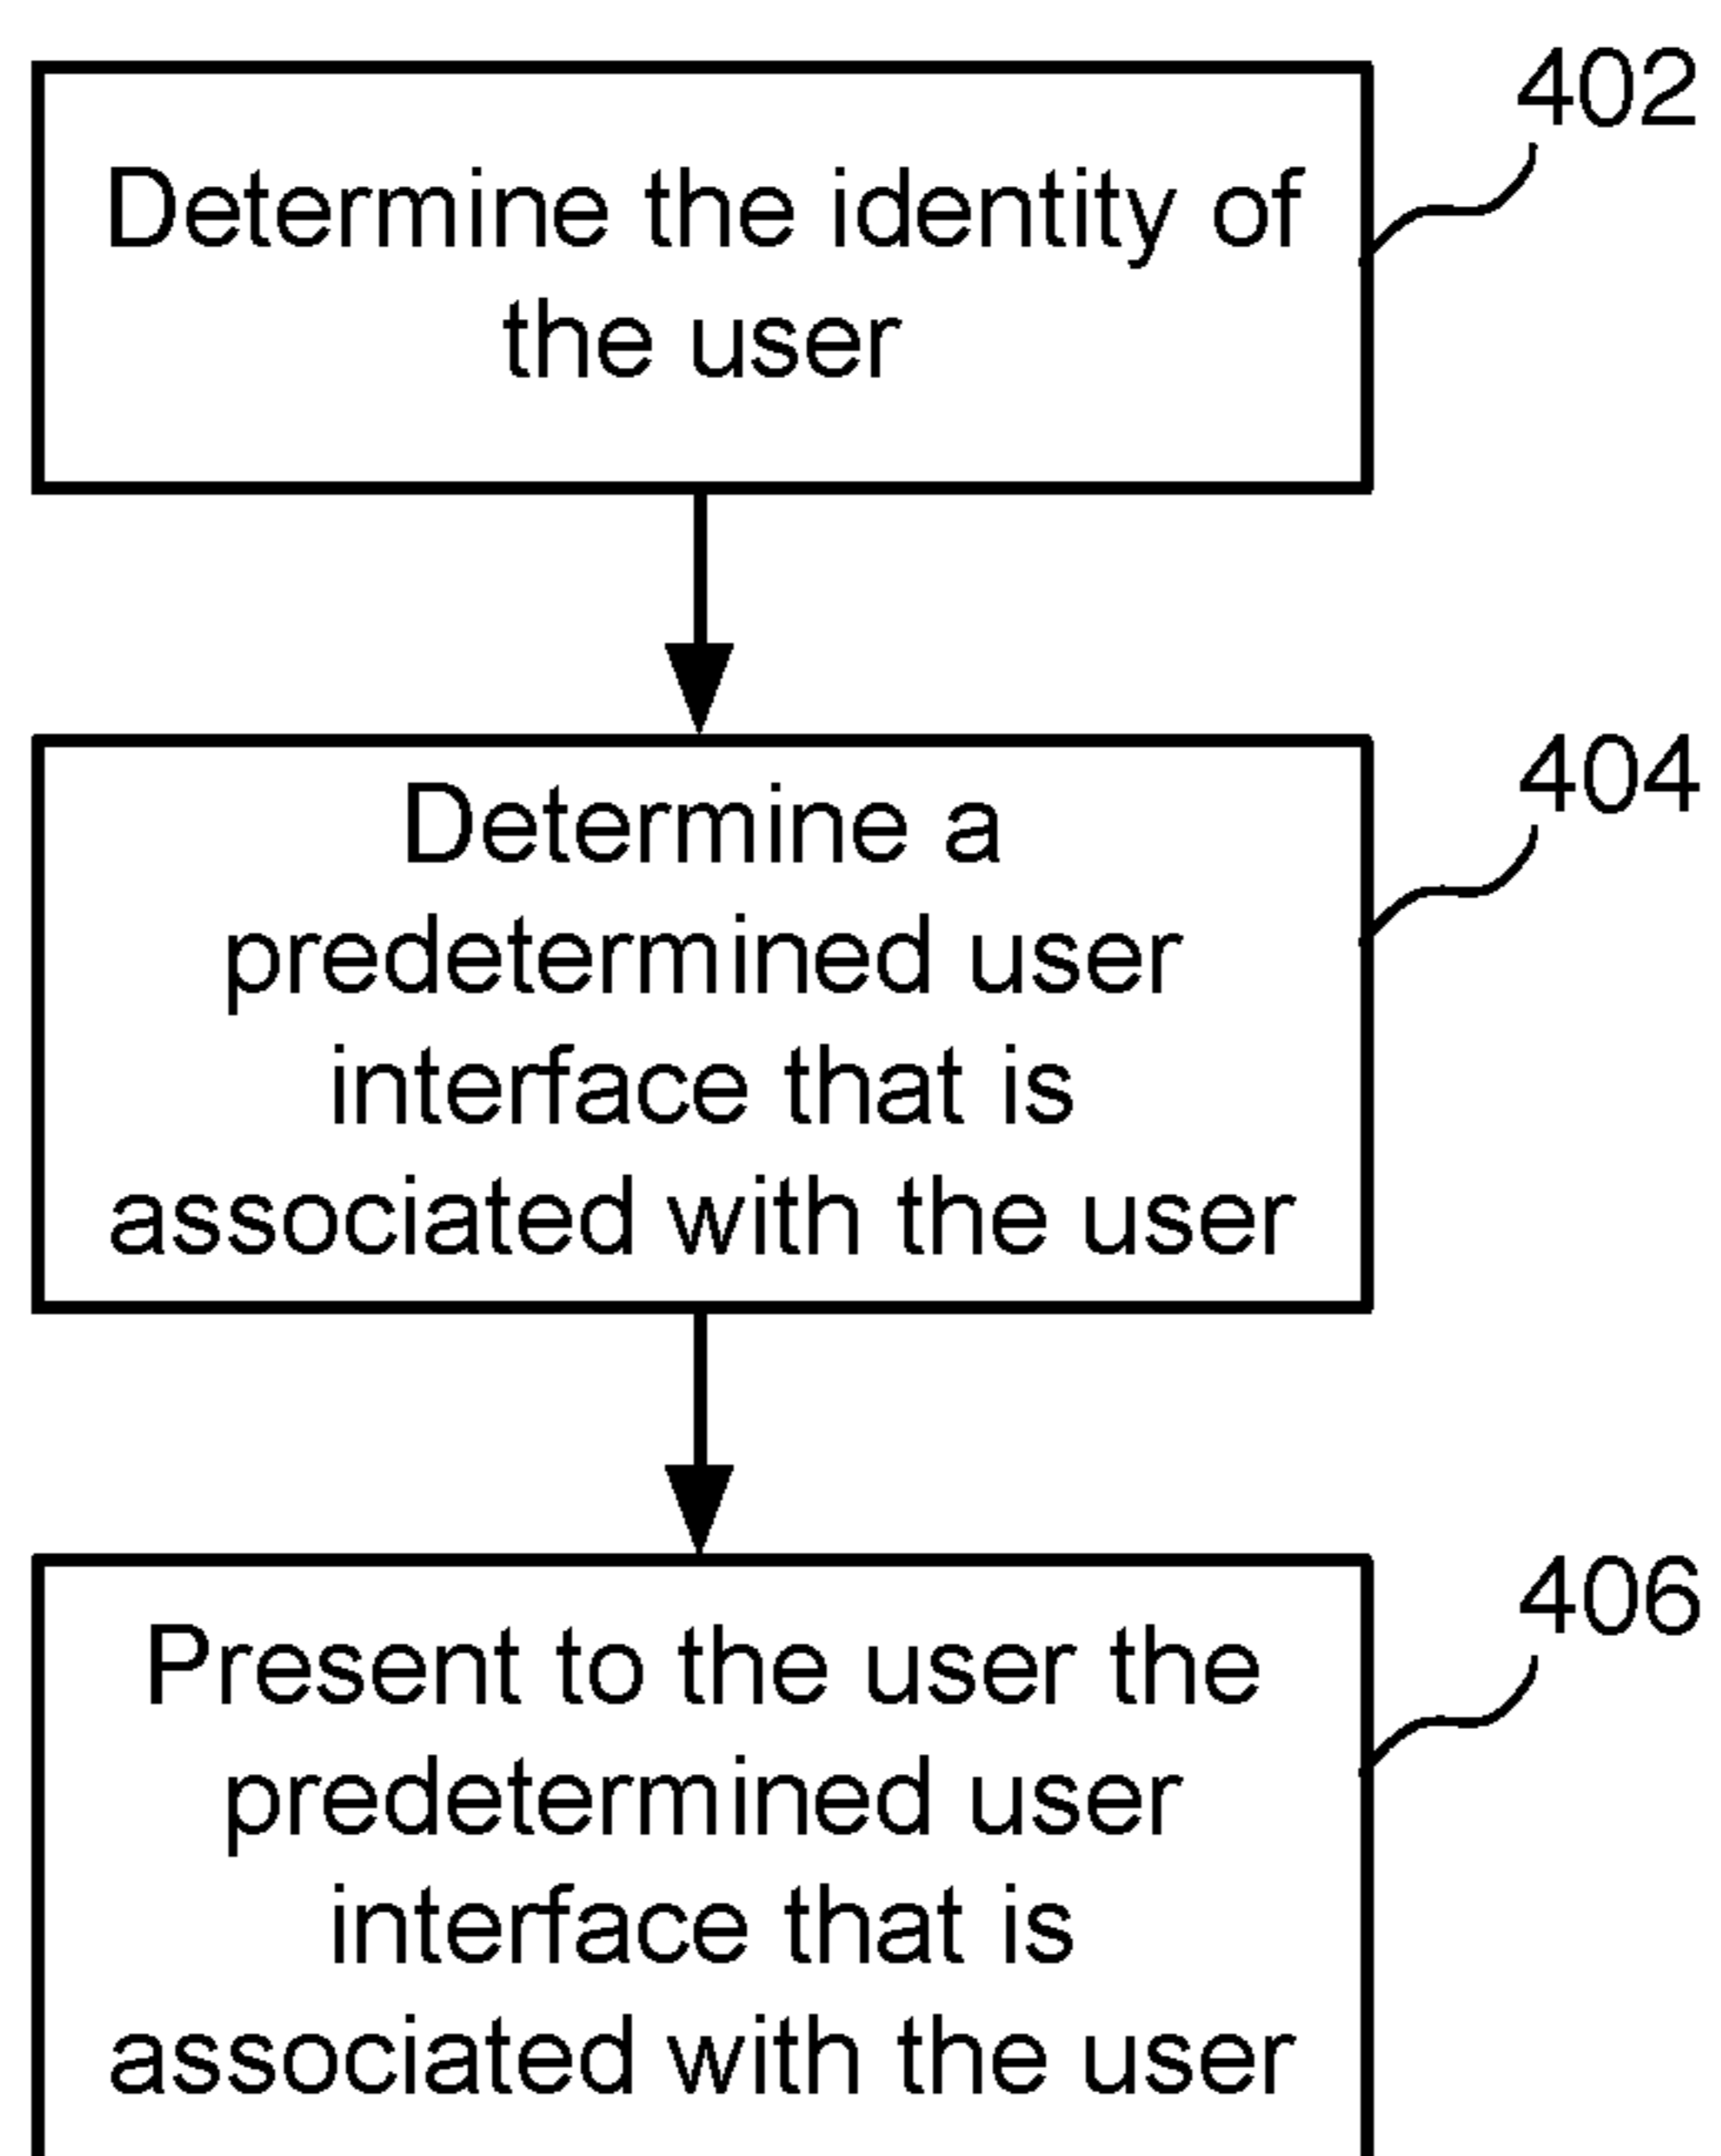 402
Determine the identity of
the user
404
Determine a
predetermined user
interface that is
associated with the user
406
Present to the user the
predetermined user
interface that is
associated with the user